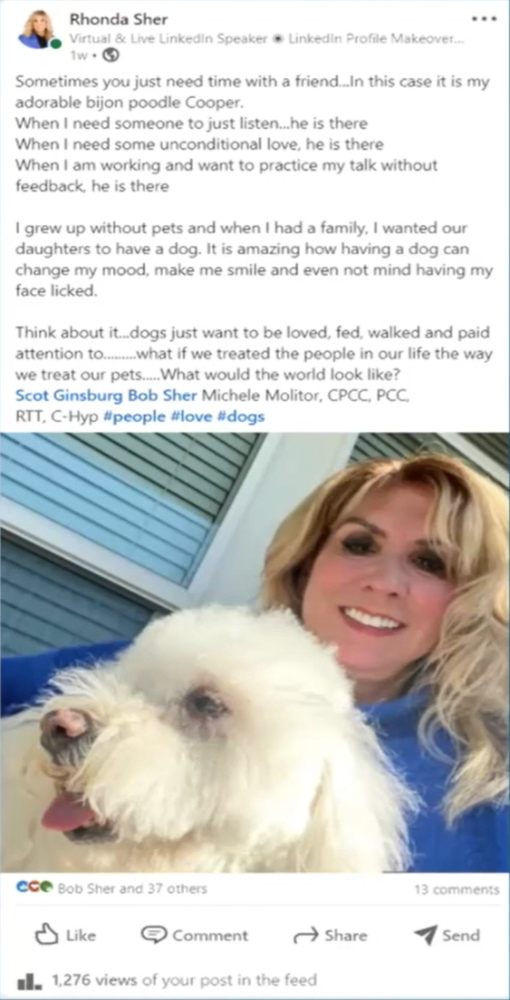 Rhonda Sher
Virtual & Live LinkedIn Speaker ◉ LinkedIn Profile Makeover...
1w •
Sometimes you just need time with a friend...In this case it is my
adorable bijon poodle Cooper.
When I need someone to just listen...he is there
When I need some unconditional love, he is there
When I am working and want to practice my talk without
feedback, he is there
I grew up without pets and when I had a family, I wanted our
daughters to have a dog. It is amazing how having a dog can
change my mood, make me smile and even not mind having my
face licked.
Think about it...dogs just want to be loved, fed, walked and paid
attention to.........what if we treated the people in our life the way
we treat our pets.....What would the world look like?
Scot Ginsburg Bob Sher Michele Molitor, CPCC, PCC,
RTT, C-Hyp #people #love #dogs
Bob Sher and 37 others 13 comments
Like Comment Share Send
1,276 views of your post in the feed